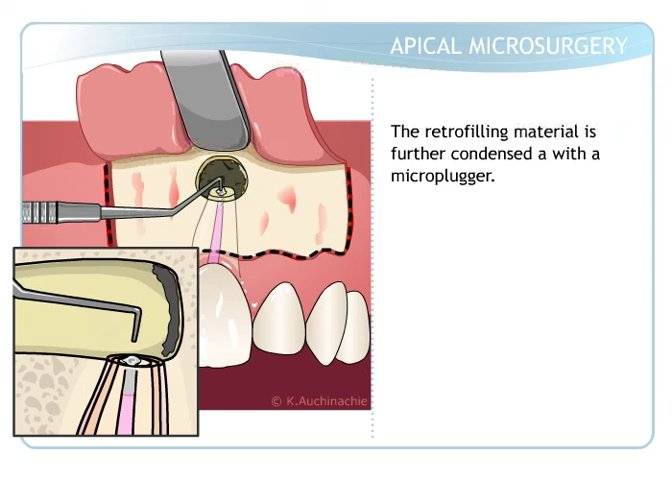 APICAL MICROSURGERY
The retrofilling material is
further condensed a with a
microplugger.
© K.Auchinachie